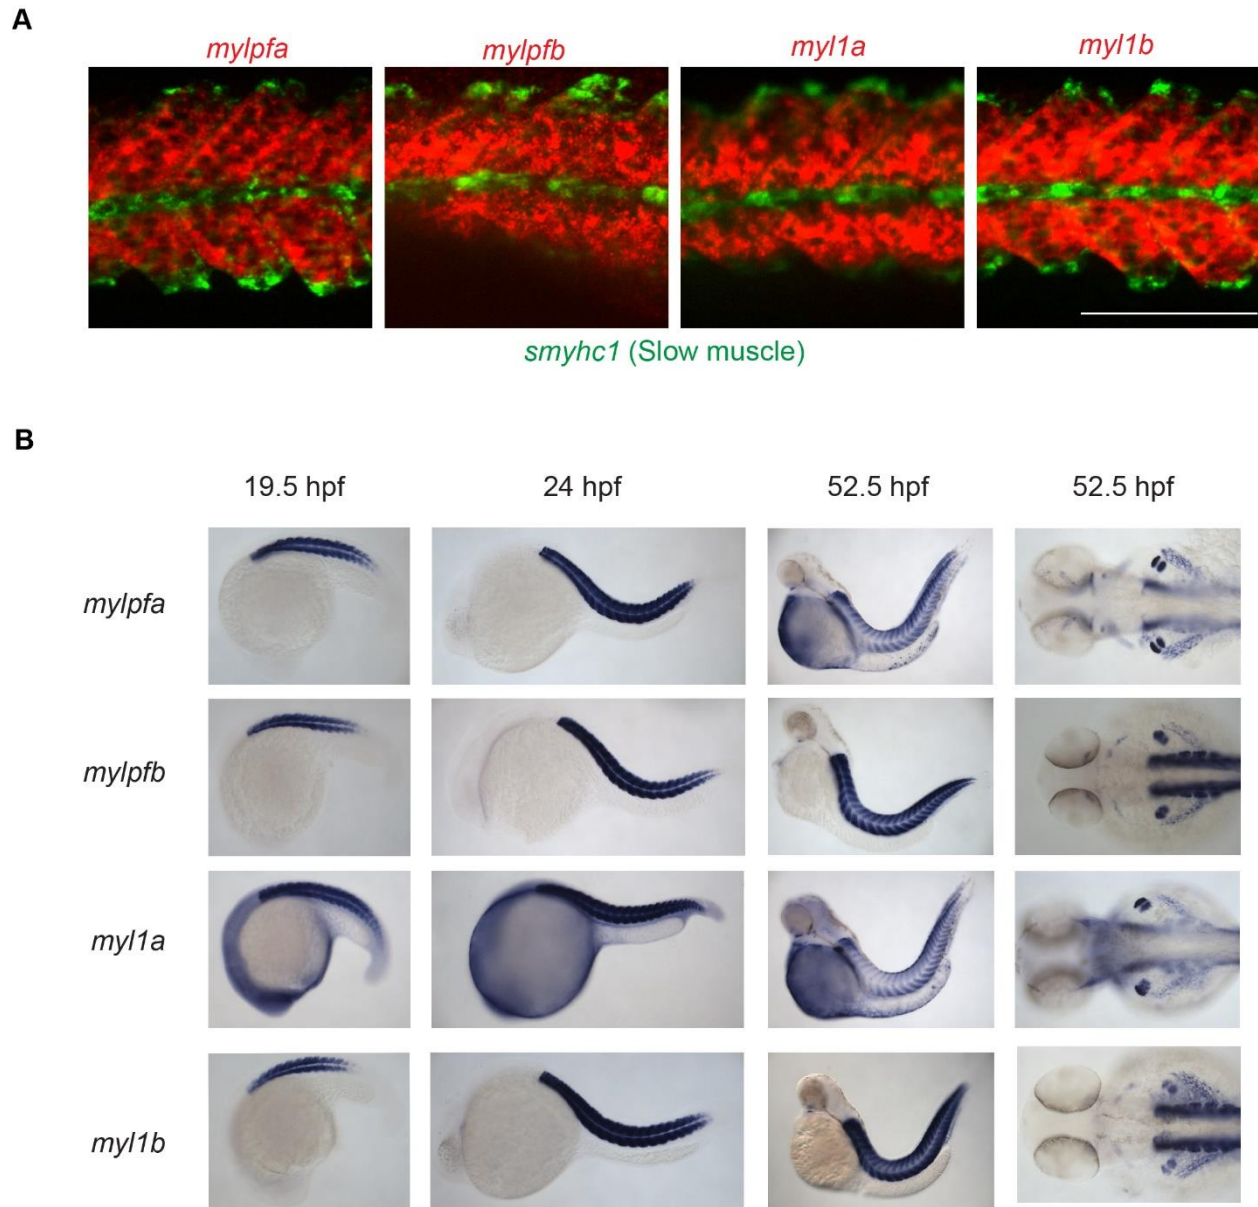 A
mylpfa mylpfb myl1a myl1b
smyhc1 (Slow muscle)
B
19.5 hpf 24 hpf 52.5 hpf 52.5 hpf
mylpfa
mylpfb
myl1a
myl1b